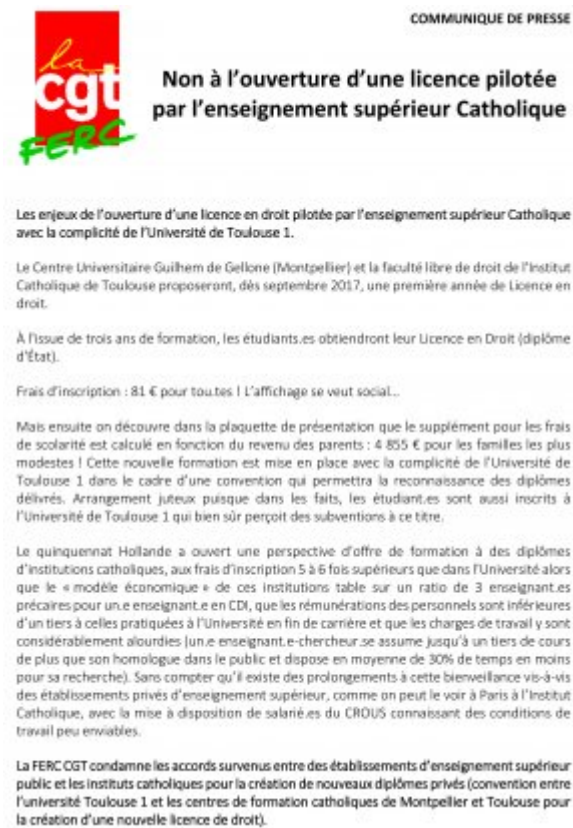 COMMUNIQUE DE PRESSE
la
cgt
FERC
Non à l'ouverture d'une licence pilotée
par l'enseignement supérieur Catholique
Les enjeux de l'ouverture d'une licence en droit pilotée par l'enseignement supérieur Catholique
avec la complicité de l'Université de Toulouse 1.
Le Centre Universitaire Guilhem de Gellone (Montpellier) et la faculté libre de droit de l'Institut
Catholique de Toulouse proposeront, dès septembre 2017, une première année de Licence en
droit.
À l'issue de trois ans de formation, les étudiants.es obtiendront leur Licence en Droit (diplôme
d'État).
Frais d'inscription : 81 € pour tou.tes ! L'affichage se veut social...
Mais ensuite on découvre dans la plaquette de présentation que le supplément pour les frais
de scolarité est calculé en fonction du revenu des parents : 4 855 € pour les familles les plus
modestes ! Cette nouvelle formation est mise en place avec la complicité de l'Université de
Toulouse 1 dans le cadre d'une convention qui permettra la reconnaissance des diplômes
délivrés. Arrangement juteux puisque dans les faits, les étudiant.es sont aussi inscrits à
l'Université de Toulouse 1 qui bien sûr perçoit des subventions à ce titre.
Le quinquennat Hollande a ouvert une perspective d'offre de formation à des diplômes
d'institutions catholiques, aux frais d'inscription 5 à 6 fois supérieurs que dans l'Université alors
que le « modèle économique » de ces institutions table sur un ratio de 3 enseignant.es
précaires pour un.e enseignant.e en CDI, que les rémunérations des personnels sont inférieures
d'un tiers à celles pratiquées à l'Université en fin de carrière et que les charges de travail y sont
considérablement alourdies (un.e enseignant.e-chercheur.se assume jusqu'à un tiers de cours
de plus que son homologue dans le public et dispose en moyenne de 30% de temps en moins
pour sa recherche). Sans compter qu'il existe des prolongements à cette bienveillance vis-à-vis
des établissements privés d'enseignement supérieur, comme on peut le voir à Paris à l'Institut
Catholique, avec la mise à disposition de salarié.es du CROUS connaissant des conditions de
travail peu enviables.
La FERC CGT condamne les accords survenus entre des établissements d'enseignement supérieur
public et les instituts catholiques pour la création de nouveaux diplômes privés (convention entre
l'université Toulouse 1 et les centres de formation catholiques de Montpellier et Toulouse pour
la création d'une nouvelle licence de droit).